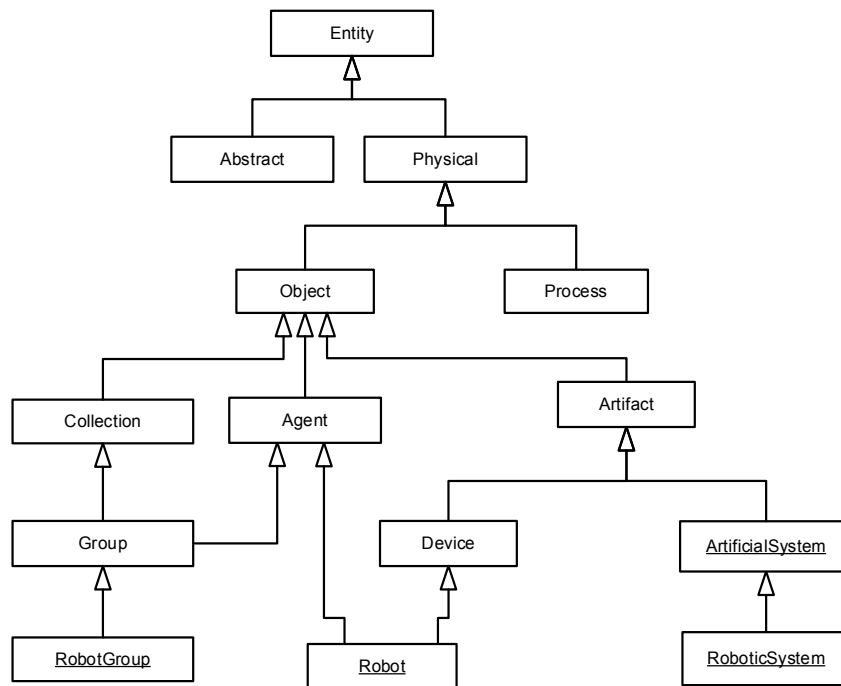 Entity
Abstract
Physical
Object
Process
Collection
Agent
Artifact
Group
Device
ArtificialSystem
RobotGroup
Robot
RoboticSystem